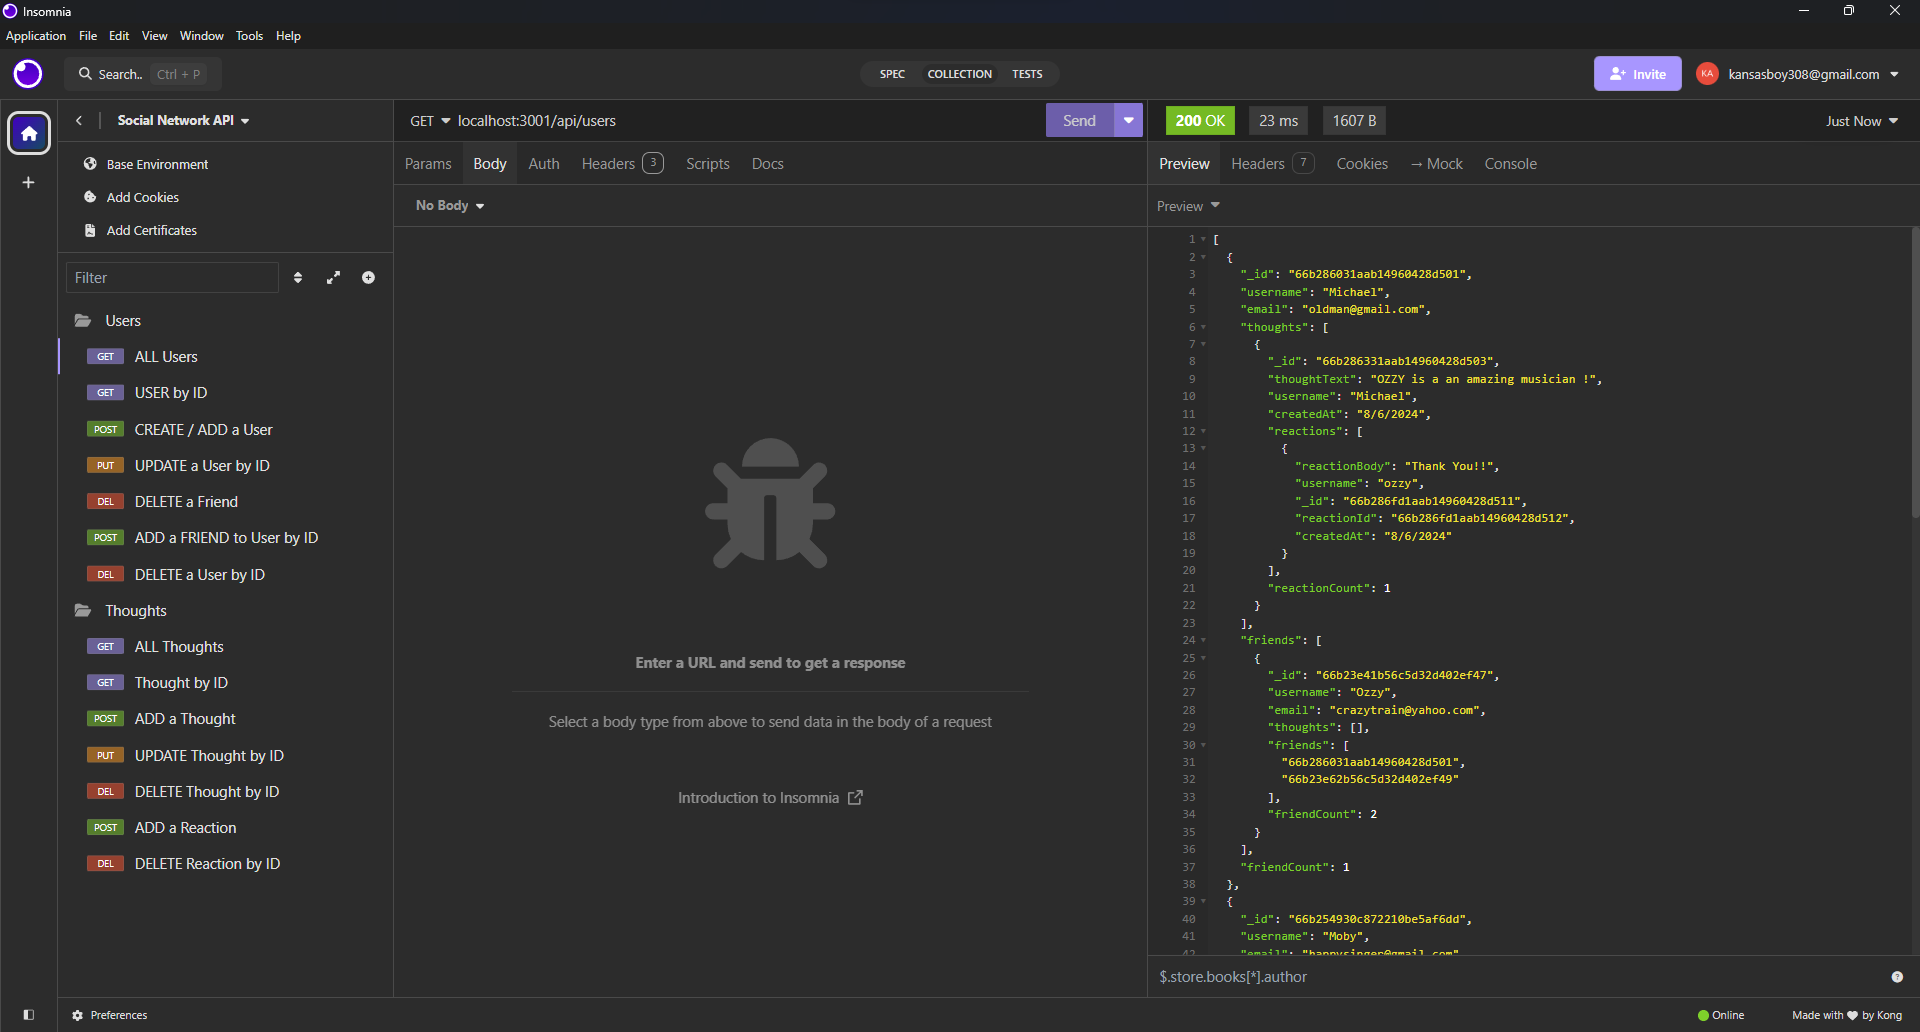 Insomnia
Application File Edit View Window Tools Help
Search.. Ctrl + P
SPEC COLLECTION TESTS
Invite
KA kansasboy308@gmail.com
Social Network API
Base Environment
Add Cookies
Add Certificates
Filter
Users
GET ALL Users
GET USER by ID
POST CREATE / ADD a User
PUT UPDATE a User by ID
DEL DELETE a Friend
POST ADD a FRIEND to User by ID
DEL DELETE a User by ID
Thoughts
GET ALL Thoughts
GET Thought by ID
POST ADD a Thought
PUT UPDATE Thought by ID
DEL DELETE Thought by ID
POST ADD a Reaction
DEL DELETE Reaction by ID
GET localhost:3001/api/users
Send
Params Body Auth Headers 3 Scripts Docs
No Body
Enter a URL and send to get a response
Select a body type from above to send data in the body of a request
Introduction to Insomnia
200 OK 23 ms 1607 B
Just Now
Preview Headers 7 Cookies → Mock Console
Preview
1 [
2 {
3 "_id": "66b286031aab14960428d501",
4 "username": "Michael",
5 "email": "oldman@gmail.com",
6 "thoughts": [
7 {
8 "_id": "66b286331aab14960428d503",
9 "thoughtText": "OZZY is a an amazing musician !",
10 "username": "Michael",
11 "createdAt": "8/6/2024",
12 "reactions": [
13 {
14 "reactionBody": "Thank You!!",
15 "username": "ozzy",
16 "_id": "66b286fd1aab14960428d511",
17 "reactionId": "66b286fd1aab14960428d512",
18 "createdAt": "8/6/2024"
19 }
20 ],
21 "reactionCount": 1
22 }
23 ],
24 "friends": [
25 {
26 "_id": "66b23e41b56c5d32d402ef47",
27 "username": "Ozzy",
28 "email": "crazytrain@yahoo.com",
29 "thoughts": [],
30 "friends": [
31 "66b286031aab14960428d501",
32 "66b23e62b56c5d32d402ef49"
33 ],
34 "friendCount": 2
35 }
36 ],
37 "friendCount": 1
38 },
39 {
40 "_id": "66b254930c872210be5af6dd",
41 "username": "Moby",
42 "email": "happysinger@gmail.com"
$.store.books[*].author
Preferences
Online
Made with ♥ by Kong